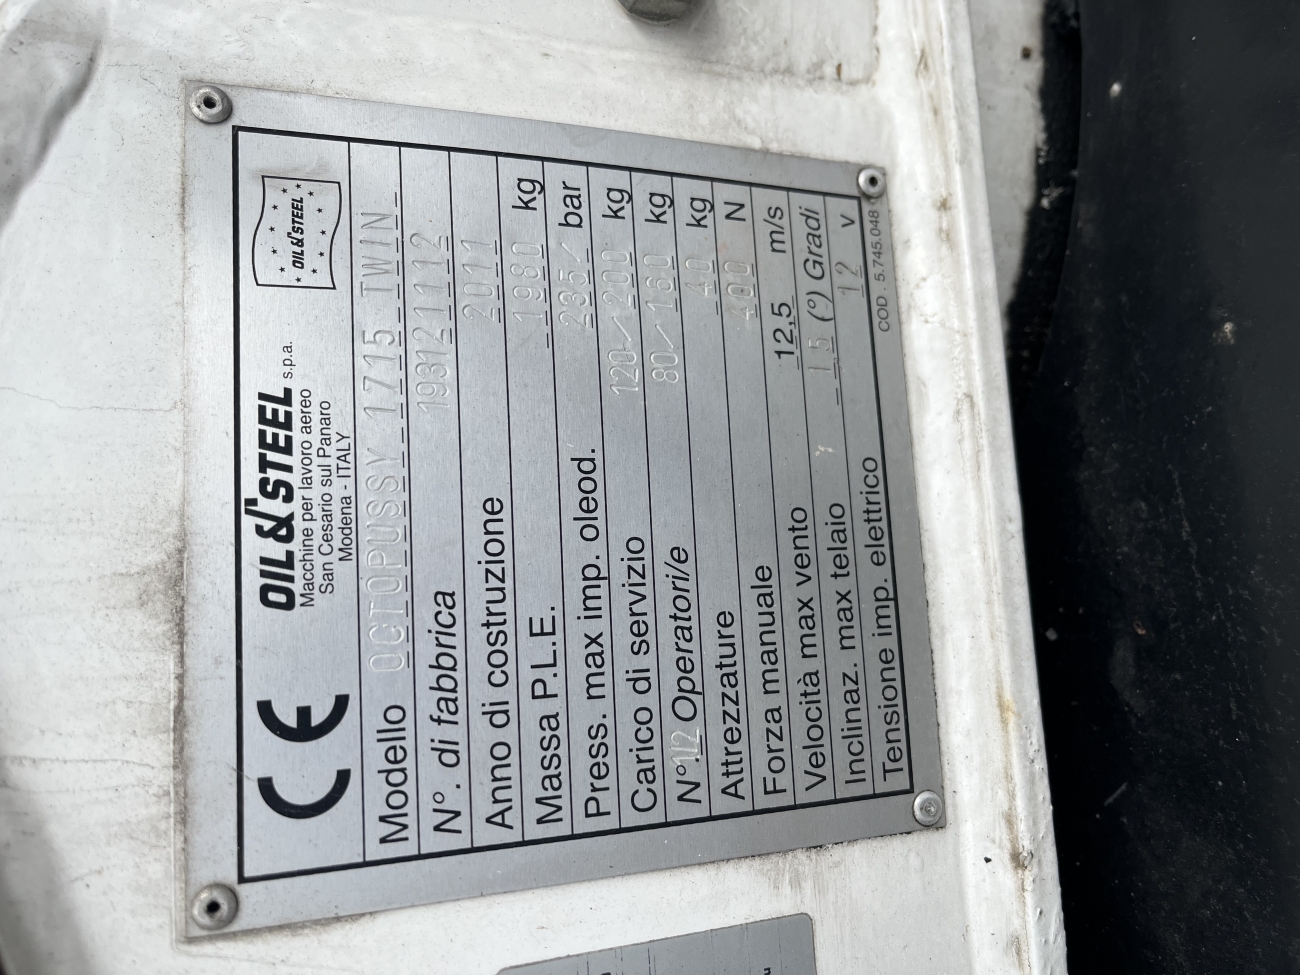 CE
OIL&STEEL s.p.a.
Macchine per lavoro aereo
San Cesario sul Panaro
Modena - ITALY
OIL&STEEL
Modello OCTOPUSSY 1715 TWIN
N°. di fabbrica 19312 1112
Anno di costruzione 2011
Massa P.L.E. 1980 kg
Press. max imp. oleod. 235/ bar
Carico di servizio 120/200 kg
N°.1/2 Operatori/e 80/160 kg
Attrezzature 40 kg
Forza manuale 400 N
Velocità max vento 12,5 m/s
Inclinaz. max telaio 1,5 (°) Gradi
Tensione imp. elettrico 12 v
COD . 5.745.048